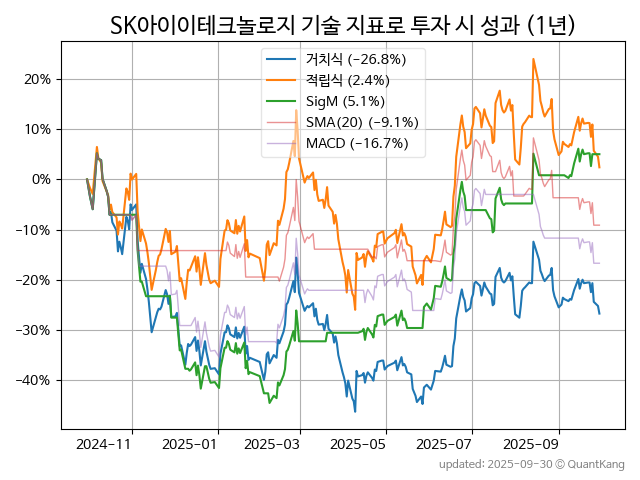 SK아이이테크놀로지 기술 지표로 투자 시 성과 (1년)
거치식 (−26.8%)
적립식 (2.4%)
SigM (5.1%)
SMA(20) (−9.1%)
MACD (−16.7%)
20%
10%
0%
−10%
−20%
−30%
−40%
2024-11
2025-01
2025-03
2025-05
2025-07
2025-09
updated: 2025-09-30 © QuantKang